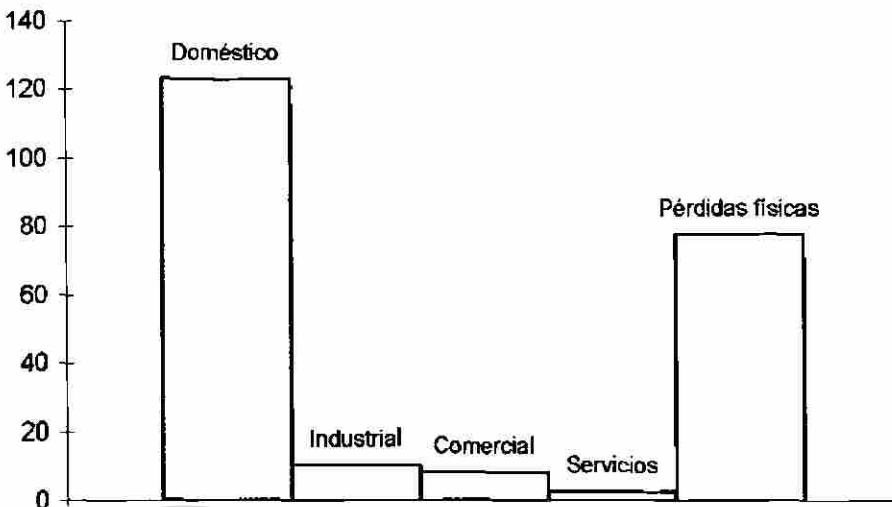 140
Doméstico
120
100
80
Pérdidas físicas
60
40
20
Industrial
Comercial
Servicios
0